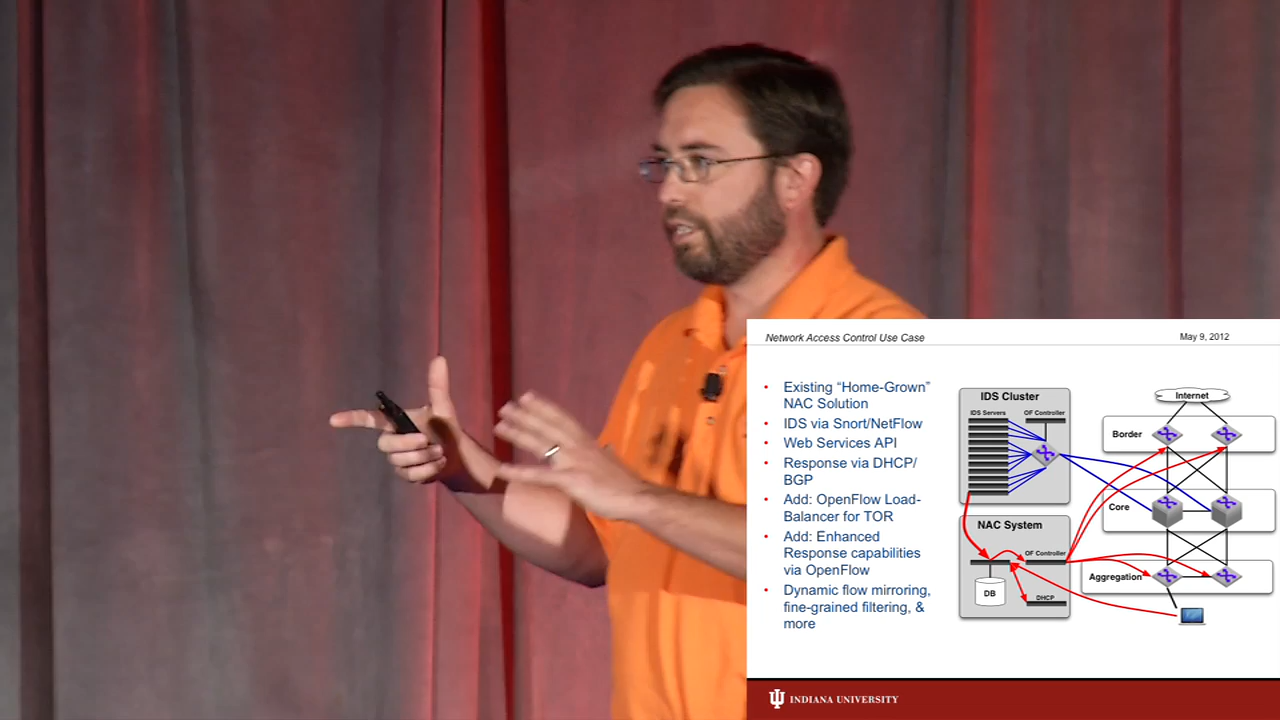 Network Access Control Use Case
May 9, 2012
• Existing “Home-Grown”
NAC Solution
• IDS via Snort/NetFlow
• Web Services API
• Response via DHCP/
BGP
• Add: OpenFlow Load-
Balancer for TOR
• Add: Enhanced
Response capabilities
via OpenFlow
• Dynamic flow mirroring,
fine-grained filtering, &
more
IDS Cluster
IDS Servers
OF Controller
NAC System
OF Controller
DB
DHCP
Internet
Border
Core
Aggregation
INDIANA UNIVERSITY